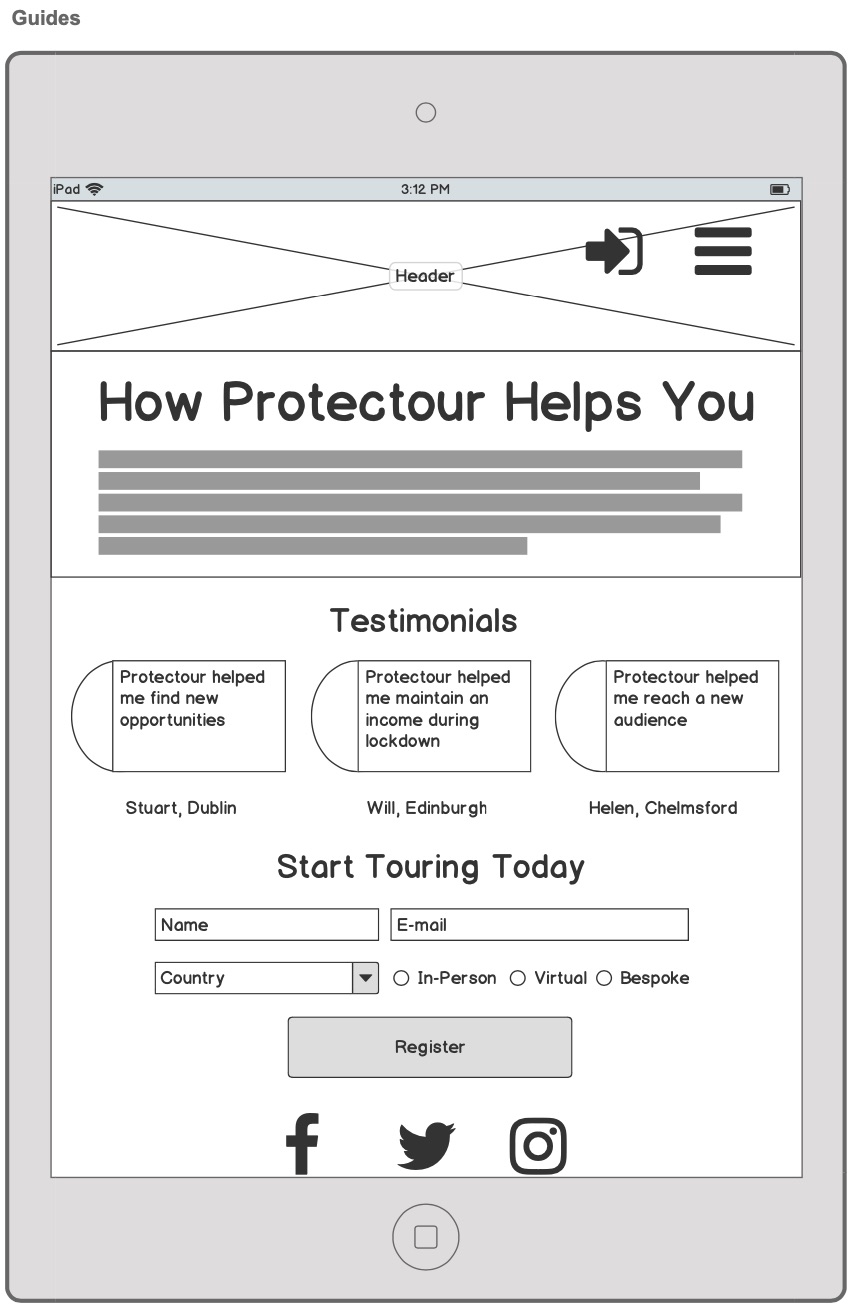 Guides
iPad 3:12 PM
Header
How Protectour Helps You
Testimonials
Protectour helped
me find new
opportunities
Protectour helped
me maintain an
income during
lockdown
Protectour helped
me reach a new
audience
Stuart, Dublin
Will, Edinburgh
Helen, Chelmsford
Start Touring Today
Name
E-mail
Country
In-Person
Virtual
Bespoke
Register